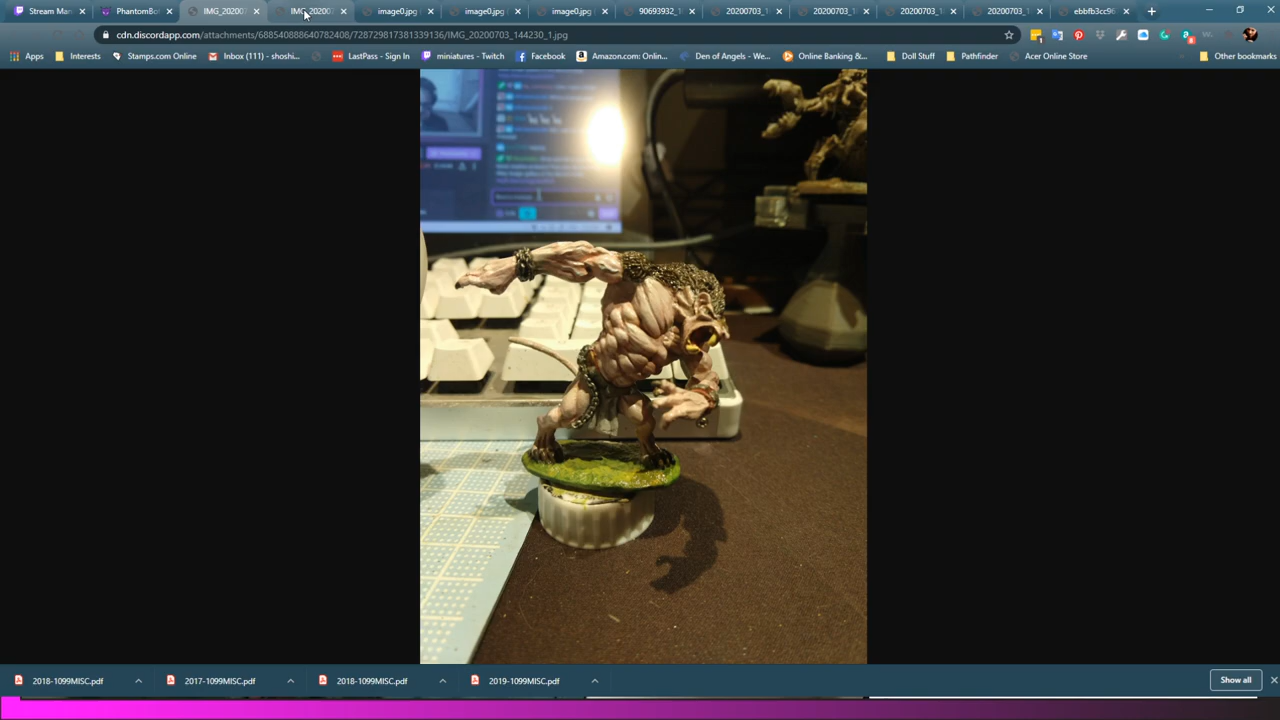 Stream Man
PhantomBot
IMG_20200
IMG_20200
image0.jpg
image0.jpg (
image0.jpg (
90693932_1
20200703_1
20200703_1
20200703_1
20200703_1
ebbfb3cc96
cdn.discordapp.com/attachments/688540888640782408/728729817381339136/IMG_20200703_144230_1.jpg
Apps
Interests
Stamps.com Online
Inbox (111) — shoshi...
LastPass - Sign In
miniatures - Twitch
Facebook
Amazon.com: Onlin...
Den of Angels - We...
Online Banking &...
Doll Stuff
Pathfinder
Acer Online Store
Other bookmarks
2018-1099MISC.pdf
2017-1099MISC.pdf
2018-1099MISC.pdf
2019-1099MISC.pdf
Show all